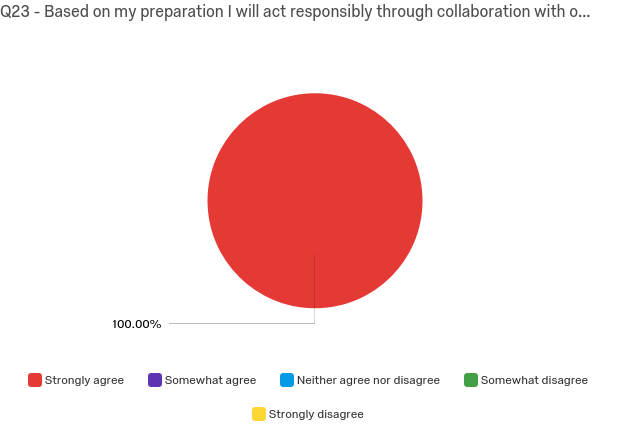 Q23 - Based on my preparation I will act responsibly through collaboration with o...
100.00%
Strongly agree Somewhat agree Neither agree nor disagree Somewhat disagree
Strongly disagree